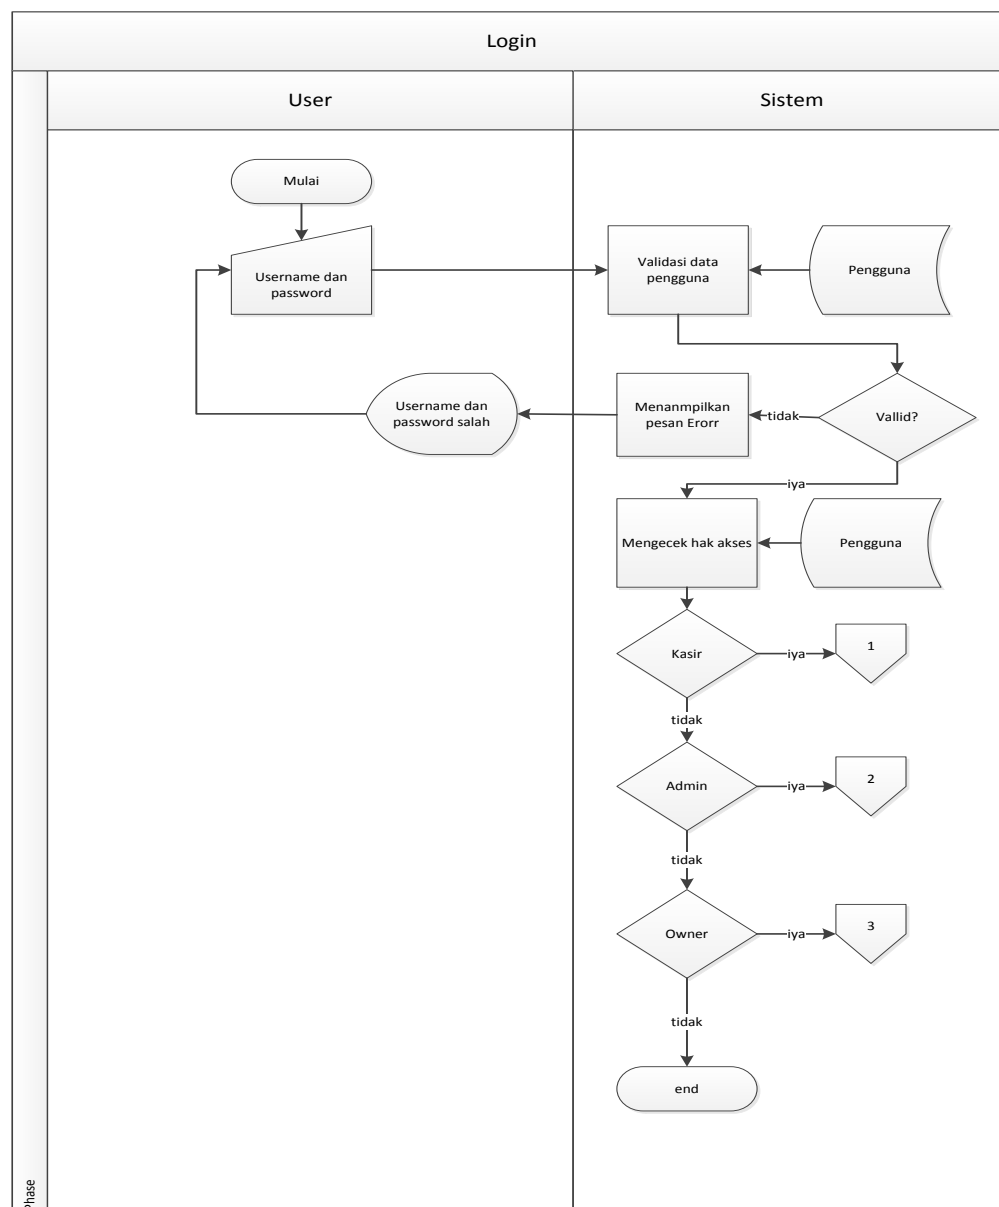 Login
User
Sistem
Mulai
Username dan
password
Validasi data
pengguna
Pengguna
Username dan
password salah
Menanmpilkan
pesan Erorr
tidak
Vallid?
iya
Mengecek hak akses
Pengguna
Kasir
iya
1
tidak
Admin
iya
2
tidak
Owner
iya
3
tidak
end
Phase